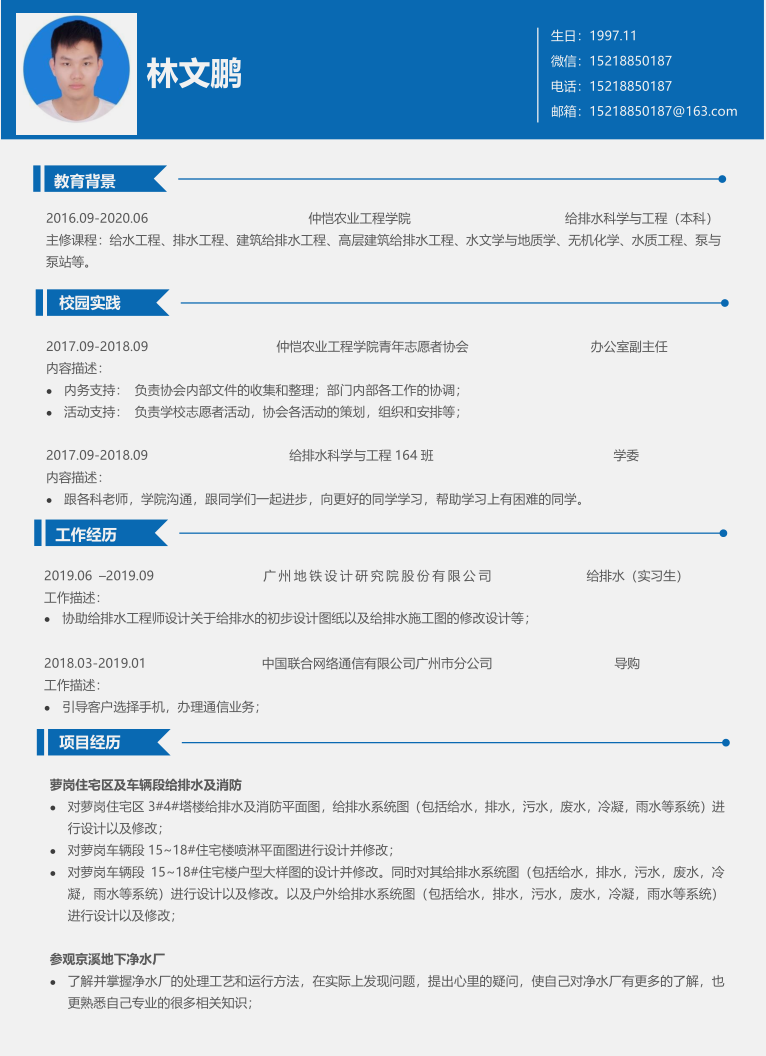 林文鹏
生日：1997.11
微信：15218850187
电话：15218850187
邮箱：15218850187@163.com
教育背景
2016.09-2020.06 仲恺农业工程学院 给排水科学与工程（本科）
主修课程：给水工程、排水工程、建筑给排水工程、高层建筑给排水工程、水文学与地质学、无机化学、水质工程、泵与
泵站等。
校园实践
2017.09-2018.09 仲恺农业工程学院青年志愿者协会 办公室副主任
内容描述：
● 内务支持： 负责协会内部文件的收集和整理；部门内部各工作的协调；
● 活动支持： 负责学校志愿者活动，协会各活动的策划，组织和安排等；
2017.09-2018.09 给排水科学与工程 164 班 学委
内容描述：
● 跟各科老师，学院沟通，跟同学们一起进步，向更好的同学学习，帮助学习上有困难的同学。
工作经历
2019.06 –2019.09 广州地铁设计研究院股份有限公司 给排水（实习生）
工作描述：
● 协助给排水工程师设计关于给排水的初步设计图纸以及给排水施工图的修改设计等；
2018.03-2019.01 中国联合网络通信有限公司广州市分公司 导购
工作描述：
● 引导客户选择手机，办理通信业务；
项目经历
萝岗住宅区及车辆段给排水及消防
● 对萝岗住宅区 3#4#塔楼给排水及消防平面图，给排水系统图（包括给水，排水，污水，废水，冷凝，雨水等系统）进
行设计以及修改；
● 对萝岗车辆段 15~18#住宅楼喷淋平面图进行设计并修改；
● 对萝岗车辆段 15~18#住宅楼户型大样图的设计并修改。同时对其给排水系统图（包括给水，排水，污水，废水，冷
凝，雨水等系统）进行设计以及修改。以及户外给排水系统图（包括给水，排水，污水，废水，冷凝，雨水等系统）
进行设计以及修改；
参观京溪地下净水厂
● 了解并掌握净水厂的处理工艺和运行方法，在实际上发现问题，提出心里的疑问，使自己对净水厂有更多的了解，也
更熟悉自己专业的很多相关知识；